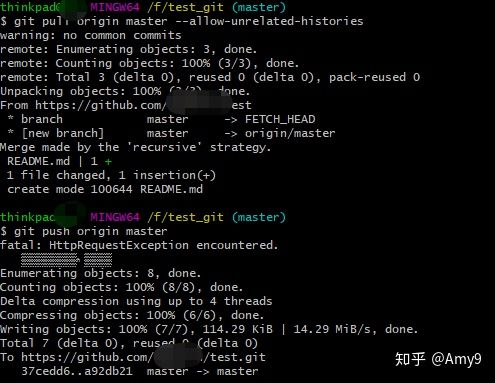 thinkpad MINGW64 /f/test_git (master)
$ git pull origin master --allow-unrelated-histories
warning: no common commits
remote: Enumerating objects: 3, done.
remote: Counting objects: 100% (3/3), done.
remote: Total 3 (delta 0), reused 0 (delta 0), pack-reused 0
Unpacking objects: 100% (3/3), done.
From https://github.com/ est
* branch master -> FETCH_HEAD
* [new branch] master -> origin/master
Merge made by the 'recursive' strategy.
README.md | 1 +
1 file changed, 1 insertion(+)
create mode 100644 README.md
thinkpad MINGW64 /f/test_git (master)
$ git push origin master
fatal: HttpRequestException encountered.
Enumerating objects: 8, done.
Counting objects: 100% (8/8), done.
Delta compression using up to 4 threads
Compressing objects: 100% (6/6), done.
Writing objects: 100% (7/7), 114.29 KiB | 14.29 MiB/s, done.
Total 7 (delta 0), reused 0 (delta 0)
To https://github.com/ /test.git
37cedd6..a92db21 master -> master
知乎 @Amy9